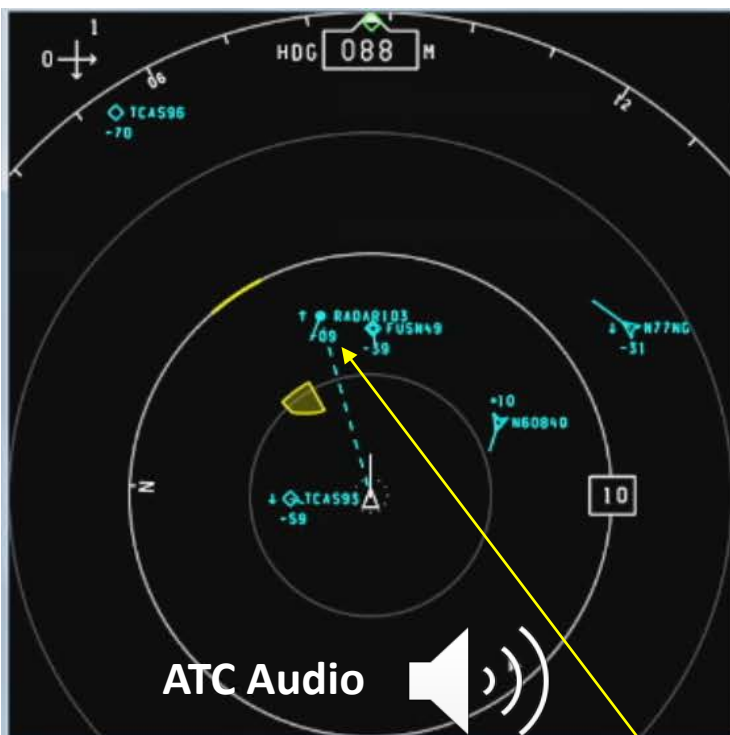 1
0
HDG 088 M
06
12
TCAS96
-70
RADAR103
-09
FUSN49
-39
N77NG
-31
+10
N60840
N
10
TCAS93
-59
ATC Audio